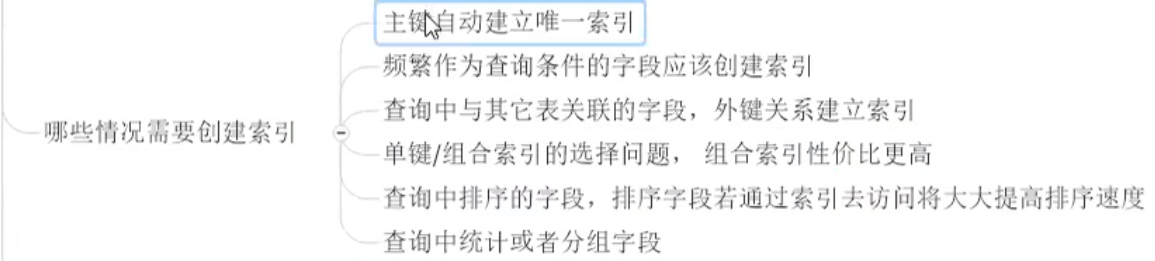 主键自动建立唯一索引
频繁作为查询条件的字段应该创建索引
查询中与其它表关联的字段，外键关系建立索引
哪些情况需要创建索引
单键/组合索引的选择问题， 组合索引性价比更高
查询中排序的字段，排序字段若通过索引去访问将大大提高排序速度
查询中统计或者分组字段